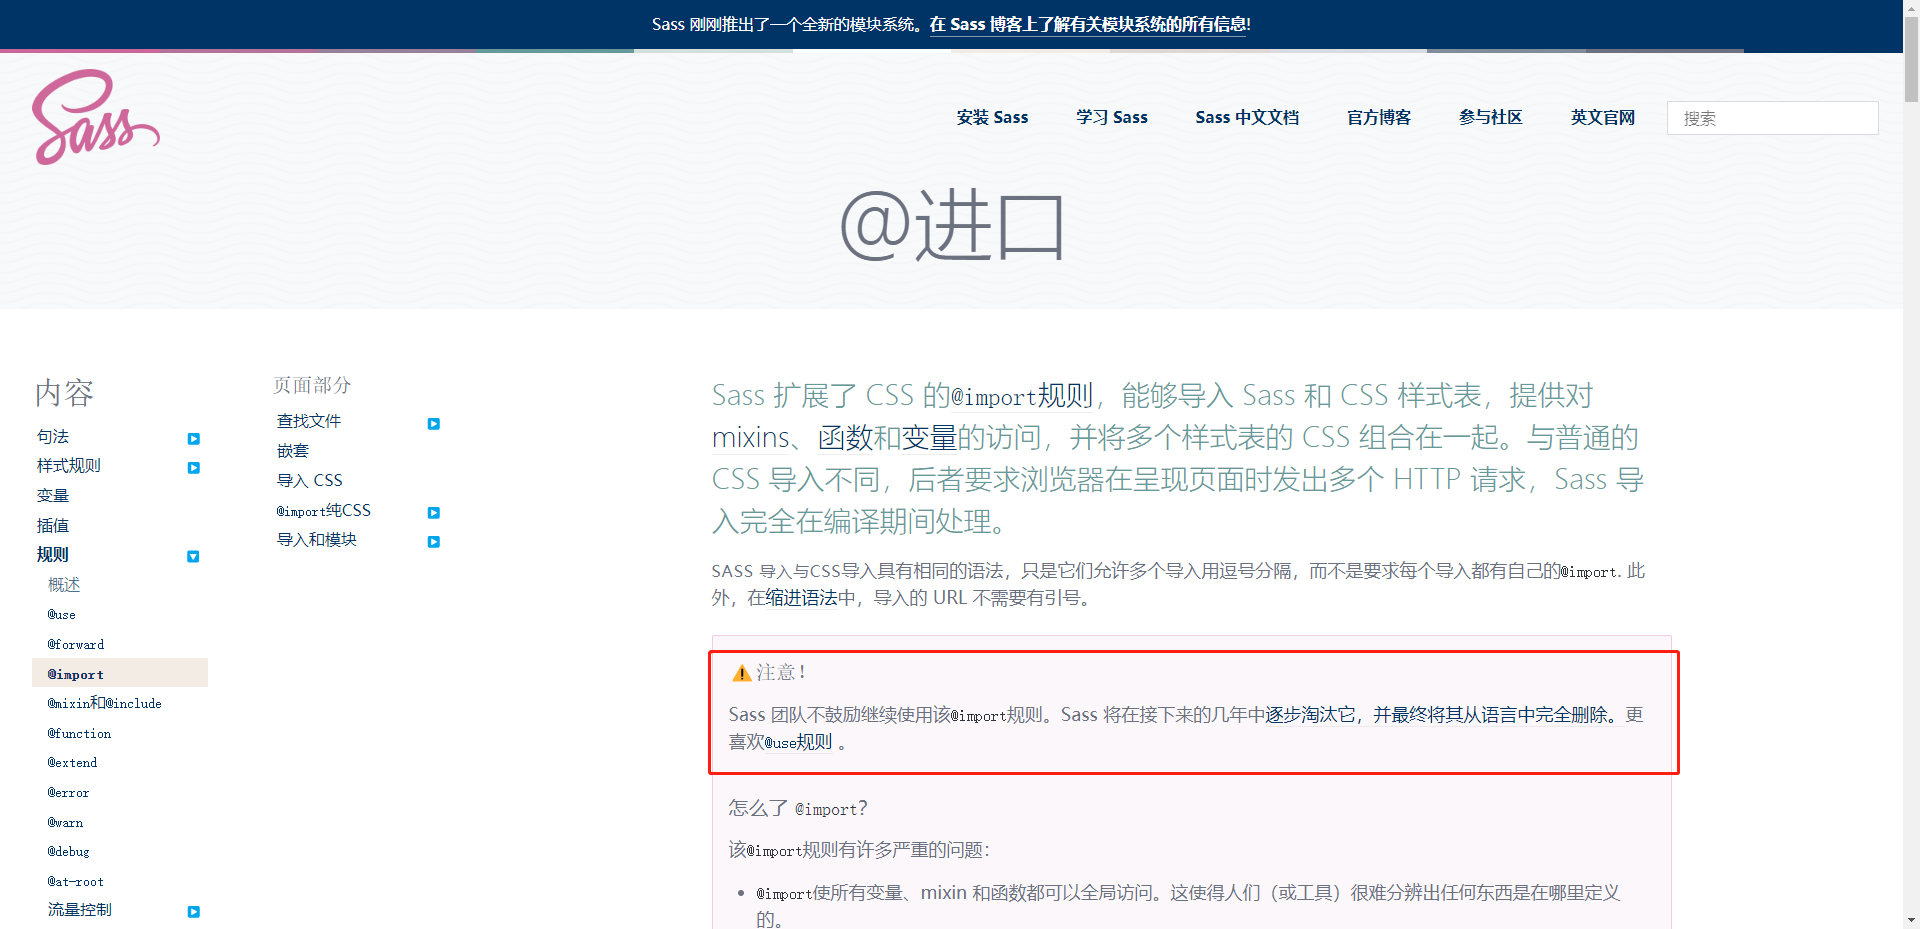 Sass 刚刚推出了一个全新的模块系统。在 Sass 博客上了解有关模块系统的所有信息!
Sass
安装 Sass
学习 Sass
Sass 中文文档
官方博客
参与社区
英文官网
搜索
@进口
内容
句法
样式规则
变量
插值
规则
概述
@use
@forward
@import
@mixin和@include
@function
@extend
@error
@warn
@debug
@at-root
流量控制
页面部分
查找文件
嵌套
导入 CSS
@import纯CSS
导入和模块
Sass 扩展了 CSS 的@import规则，能够导入 Sass 和 CSS 样式表，提供对
mixins、函数和变量的访问，并将多个样式表的 CSS 组合在一起。与普通的
CSS 导入不同，后者要求浏览器在呈现页面时发出多个 HTTP 请求，Sass 导
入完全在编译期间处理。
SASS 导入与CSS导入具有相同的语法，只是它们允许多个导入用逗号分隔，而不是要求每个导入都有自己的@import. 此
外，在缩进语法中，导入的 URL 不需要有引号。
注意！
Sass 团队不鼓励继续使用该@import规则。Sass 将在接下来的几年中逐步淘汰它，并最终将其从语言中完全删除。更
喜欢@use规则 。
怎么了 @import？
该@import规则有许多严重的问题：
• @import使所有变量、mixin 和函数都可以全局访问。这使得人们（或工具）很难分辨出任何东西是在哪里定义
的。